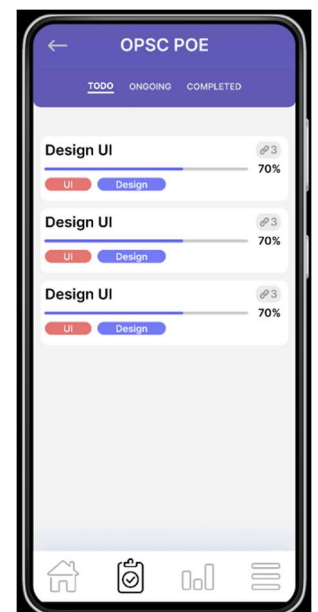 OPSC POE
TODO ONGOING COMPLETED
Design UI 3
70%
UI Design
Design UI 3
70%
UI Design
Design UI 3
70%
UI Design